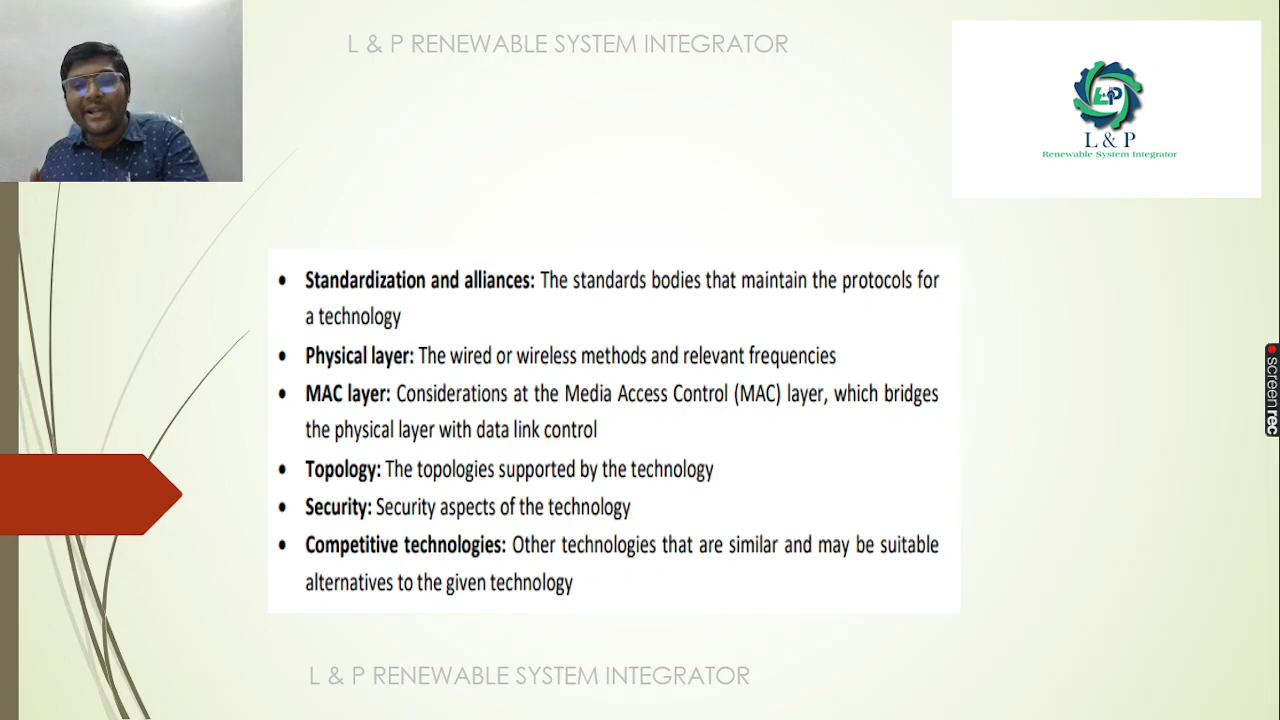 L & P RENEWABLE SYSTEM INTEGRATOR
L&P
L & P
Renewable System Integrator
• Standardization and alliances: The standards bodies that maintain the protocols for
a technology
• Physical layer: The wired or wireless methods and relevant frequencies
• MAC layer: Considerations at the Media Access Control (MAC) layer, which bridges
the physical layer with data link control
• Topology: The topologies supported by the technology
• Security: Security aspects of the technology
• Competitive technologies: Other technologies that are similar and may be suitable
alternatives to the given technology
screenrec
L & P RENEWABLE SYSTEM INTEGRATOR